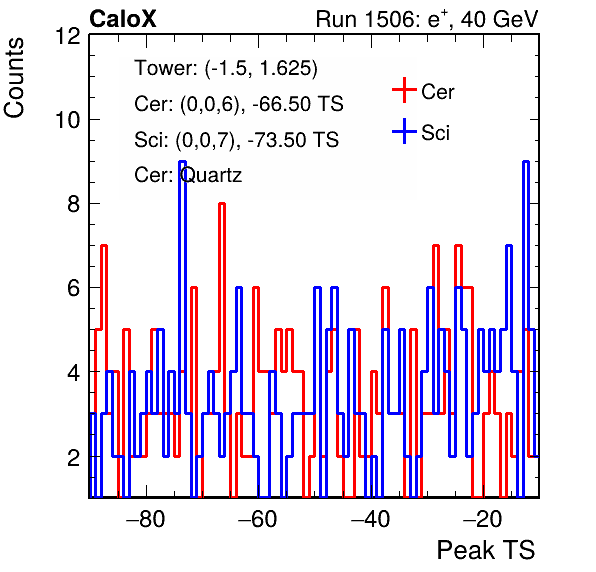 CaloX Run 1506: e⁺, 40 GeV
Counts
12
10
8
6
4
2
Tower: (-1.5, 1.625)
Cer: (0,0,6), -66.50 TS
Sci: (0,0,7), -73.50 TS
Cer: Quartz
Cer
Sci
−80 −60 −40 −20
Peak TS